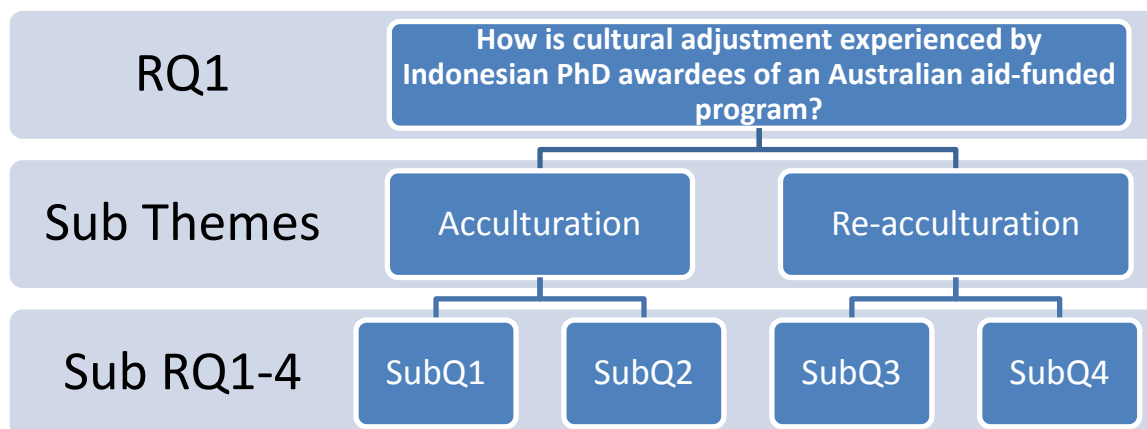 RQ1
How is cultural adjustment experienced by
Indonesian PhD awardees of an Australian aid-funded
program?
Sub Themes
Acculturation
Re-acculturation
Sub RQ1-4
SubQ1
SubQ2
SubQ3
SubQ4